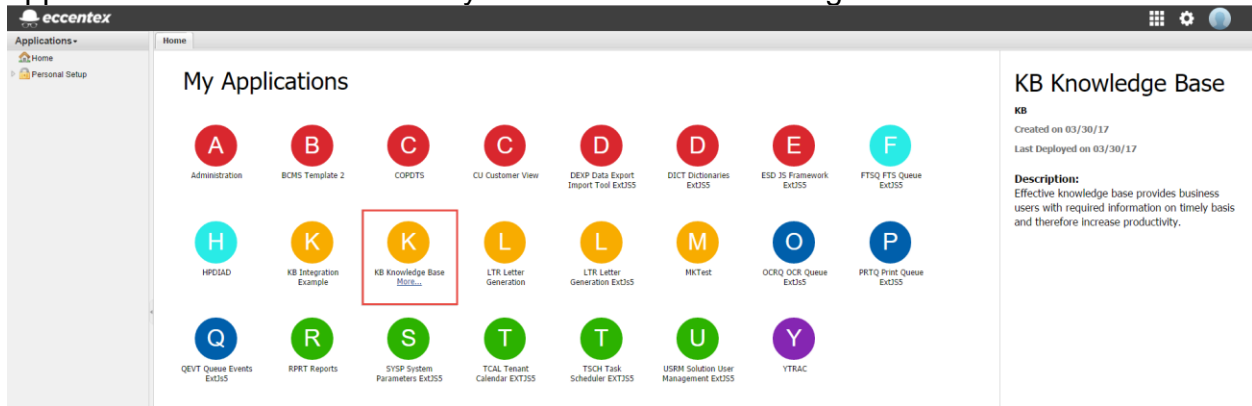 eccentex
Applications
Home
Home
Personal Setup
My Applications
A
B
C
C
D
D
E
F
Administration
BCMS Template 2
COPDTS
CU Customer View
DEXP Data Export
Import Tool ExtJS5
DICT Dictionaries
ExtJS5
ESD JS Framework
ExtJS5
FTSQ FTS Queue
ExtJS5
H
K
K
L
L
M
O
P
HPDIAD
KB Integration
Example
KB Knowledge Base
More...
LTR Letter
Generation
LTR Letter
Generation ExtJs5
MKTest
OCRQ OCR Queue
ExtJs5
PRTQ Print Queue
ExtJS5
Q
R
S
T
T
U
Y
QEVT Queue Events
ExtJs5
RPRT Reports
SYSP System
Parameters ExtJS5
TCAL Tenant
Calendar EXTJS5
TSCH Task
Scheduler EXTJS5
USRM Solution User
Management ExtJS5
YTRAC
KB Knowledge Base
KB
Created on 03/30/17
Last Deployed on 03/30/17
Description:
Effective knowledge base provides business
users with required information on timely basis
and therefore increase productivity.